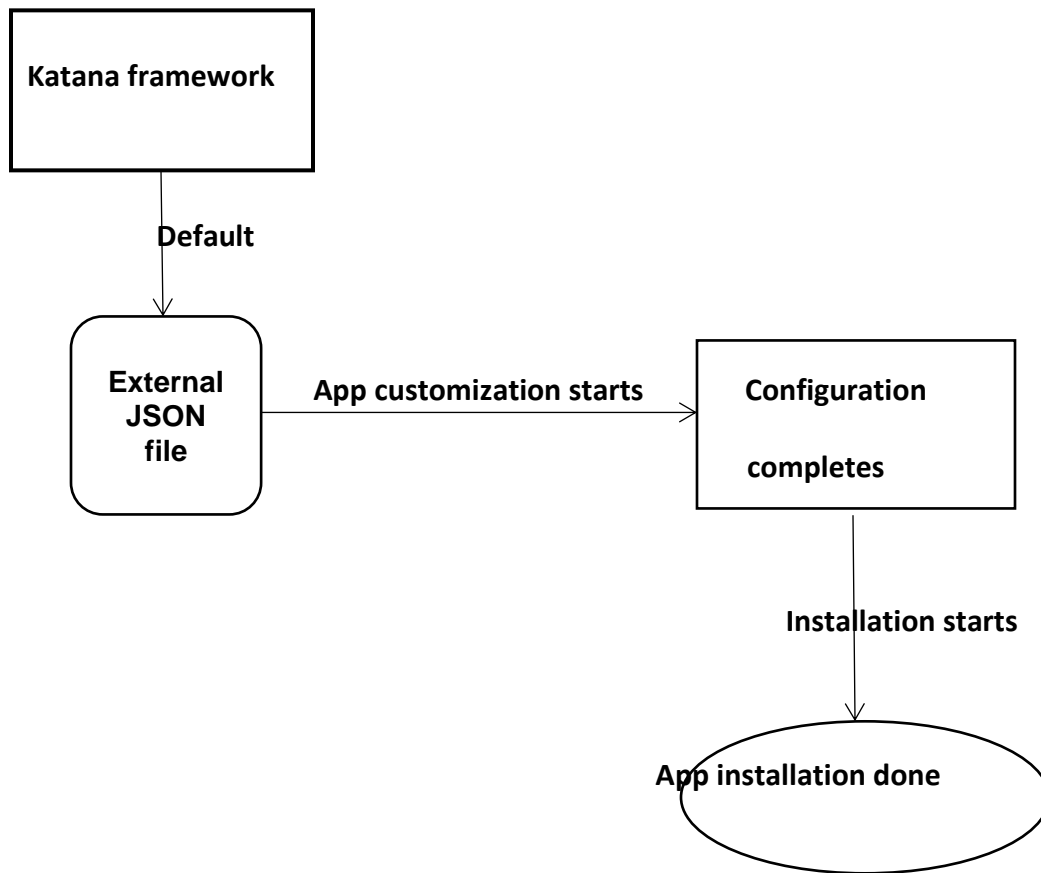 Katana framework
Default
External
JSON
file
App customization starts
Configuration
completes
Installation starts
App installation done